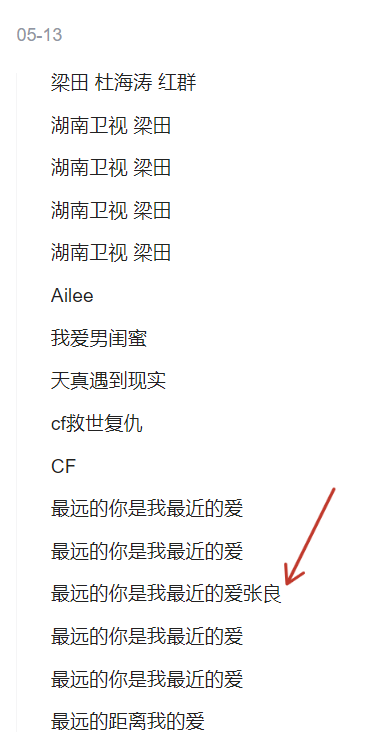 05-13
梁田 杜海涛 红群
湖南卫视 梁田
湖南卫视 梁田
湖南卫视 梁田
湖南卫视 梁田
Ailee
我爱男闺蜜
天真遇到现实
cf救世复仇
CF
最远的你是我最近的爱
最远的你是我最近的爱
最远的你是我最近的爱张良
最远的你是我最近的爱
最远的你是我最近的爱
最远的距离我的爱